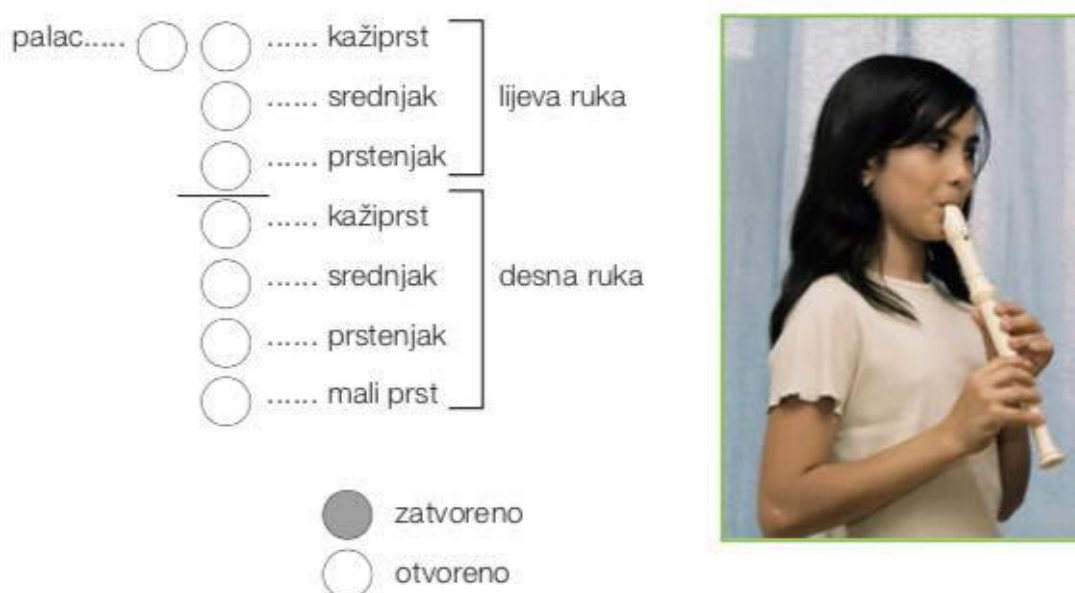 palac..... ...... kažiprst
...... srednjak
lijeva ruka
...... prstenjak
...... kažiprst
...... srednjak
desna ruka
...... prstenjak
...... mali prst
zatvoreno
otvoreno